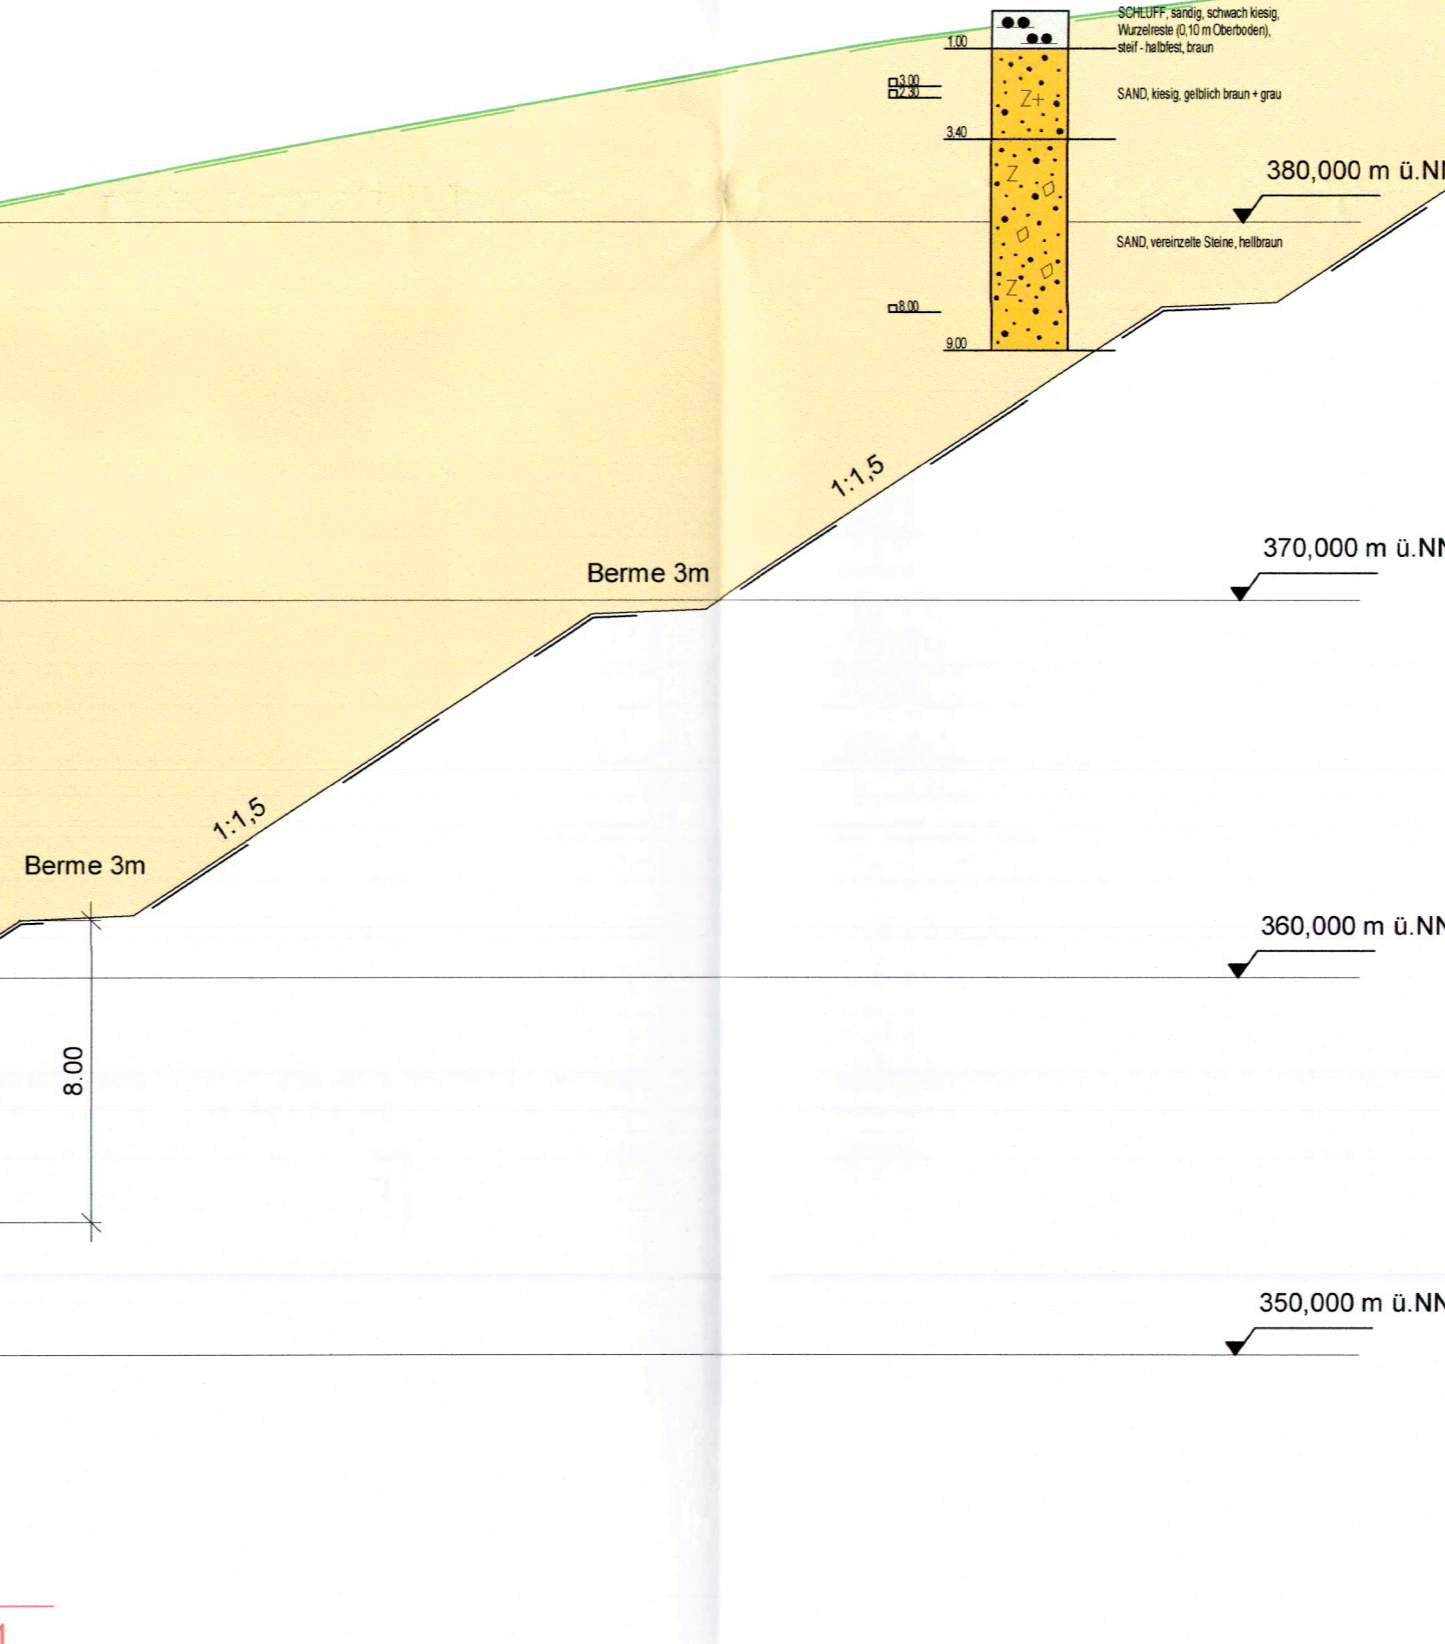 SCHLUFF, sandig, schwach kiesig,
Wurzelreste (0,10 m Oberboden),
steif - halbfest, braun
1.00
3.00
2.30
Z+
SAND, kiesig, gelblich braun + grau
3.40
Z
380,000 m ü.NN
SAND, vereinzelte Steine, hellbraun
Z
8.00
9.00
1:1,5
370,000 m ü.NN
Berme 3m
1:1,5
Berme 3m
360,000 m ü.NN
8.00
350,000 m ü.NN